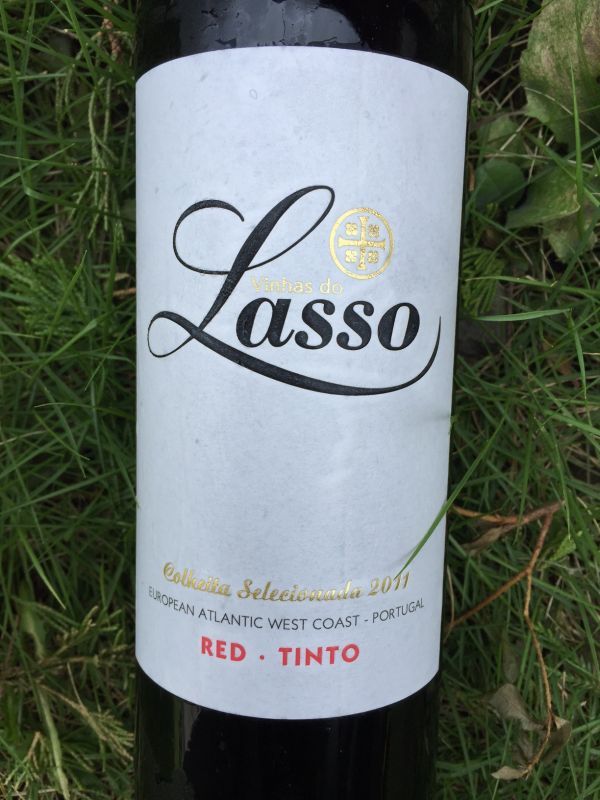 Vinhas do
Lasso
Colheita Selecionada 2011
EUROPEAN ATLANTIC WEST COAST - PORTUGAL
RED · TINTO